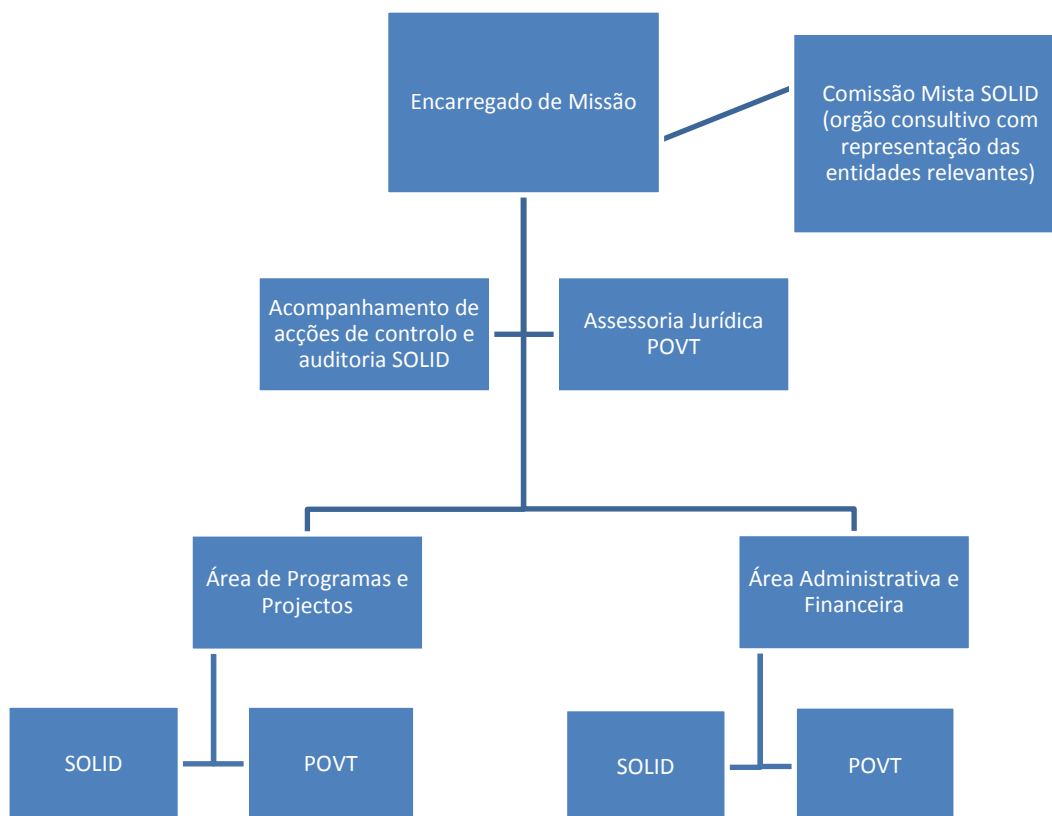 Encarregado de Missão
Comissão Mista SOLID
(orgão consultivo com
representação das
entidades relevantes)
Acompanhamento de
acções de controlo e
auditoria SOLID
Assessoria Jurídica
POVT
Área de Programas e
Projectos
Área Administrativa e
Financeira
SOLID
POVT
SOLID
POVT